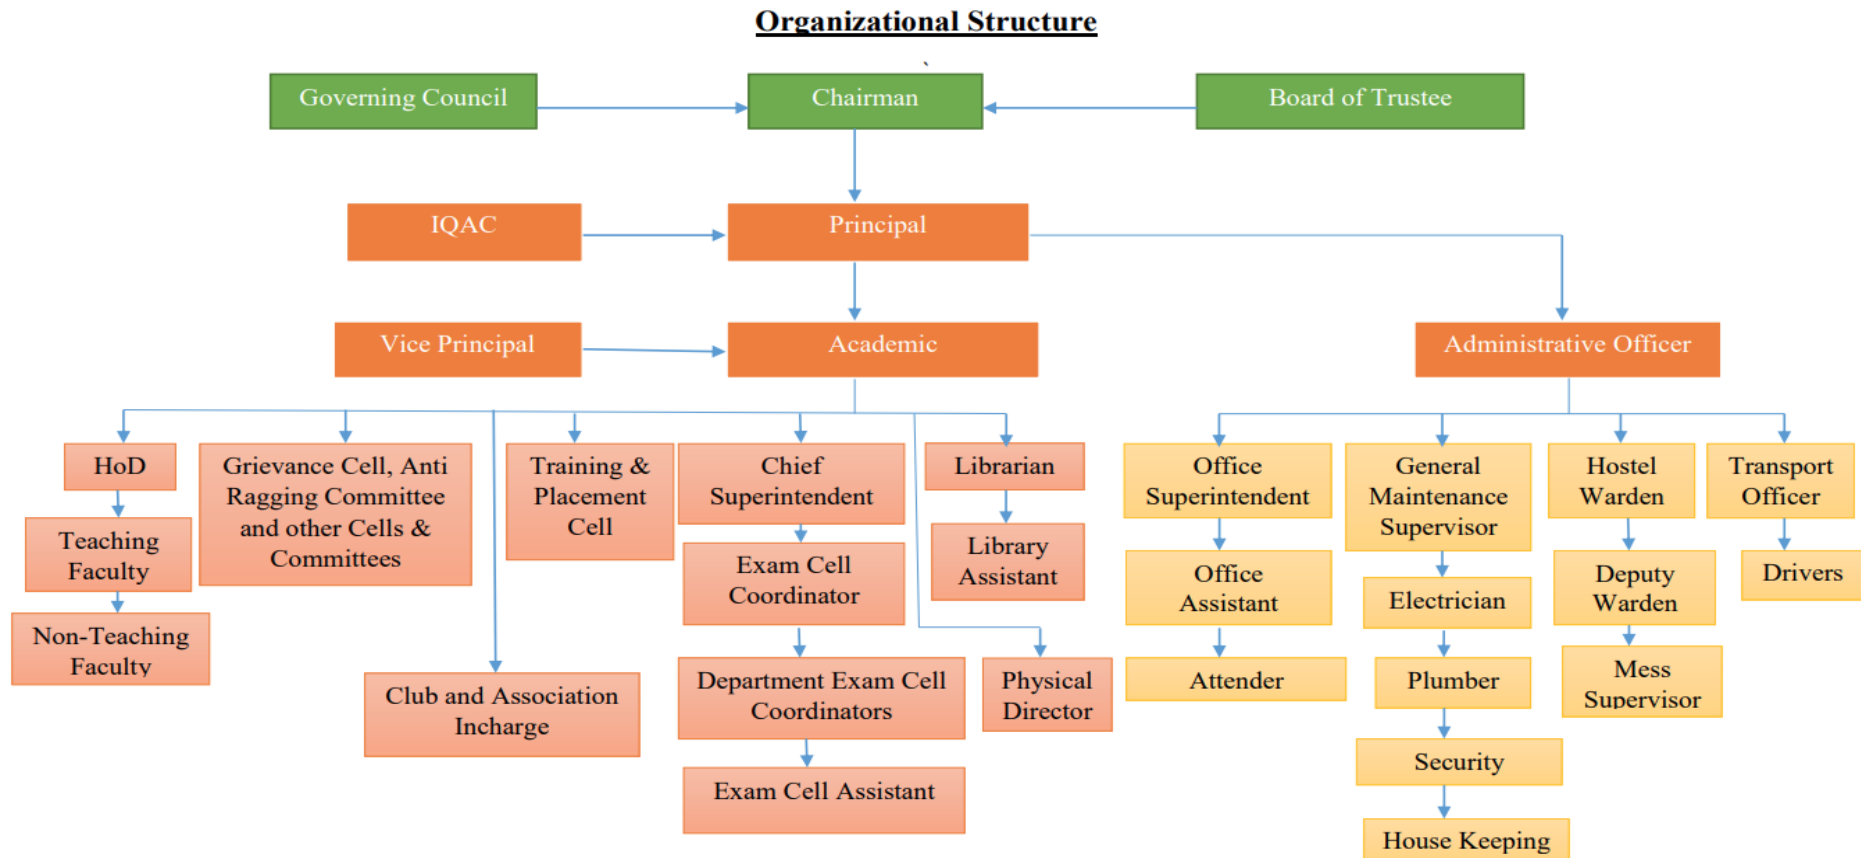 Organizational Structure
`
Governing Council
Chairman
Board of Trustee
IQAC
Principal
Vice Principal
Academic
Administrative Officer
HoD
Teaching
Faculty
Non-Teaching
Faculty
Grievance Cell, Anti
Ragging Committee
and other Cells &
Committees
Club and Association
Incharge
Training &
Placement
Cell
Chief
Superintendent
Exam Cell
Coordinator
Department Exam Cell
Coordinators
Exam Cell Assistant
Librarian
Library
Assistant
Physical
Director
Office
Superintendent
Office
Assistant
Attender
General
Maintenance
Supervisor
Electrician
Plumber
Security
House Keeping
Hostel
Warden
Deputy
Warden
Mess
Supervisor
Transport
Officer
Drivers